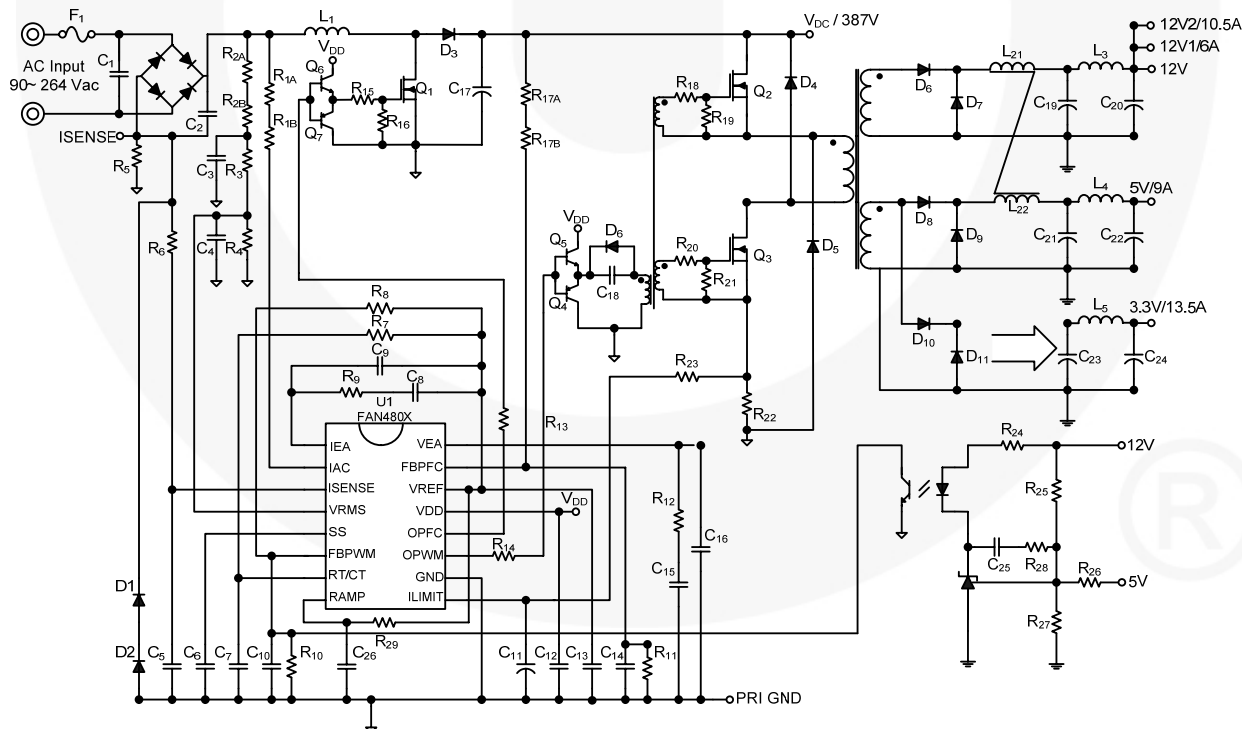 F1
L1
VDC / 387V
12V2/10.5A
12V1/6A
12V
L21
L3
D3
VDD
R2A
R1A
Q6
R15
Q1
C17
R17A
R18
Q2
D4
D6
D7
C19
C20
AC Input
90~ 264 Vac
C1
R2B
R1B
C2
Q7
R16
R17B
R19
ISENSE
R5
C3
R3
L22
L4
5V/9A
VDD
D8
D9
C21
C22
R6
C4
R4
Q5
D6
R20
Q3
D5
Q4
C18
R21
R8
R7
C9
R9
C8
R23
R22
L5
3.3V/13.5A
D10
D11
C23
C24
U1
FAN480X
R13
IEA
IAC
ISENSE
VRMS
SS
FBPWM
RT/CT
RAMP
VEA
FBPFC
VREF
VDD
OPFC
OPWM
GND
ILIMIT
VDD
R14
R12
C15
C16
R24
12V
R25
C25
R28
R26
5V
R27
D1
D2
C5
C6
C7
C10
R10
C26
R29
C11
C12
C13
C14
R11
PRI GND
®